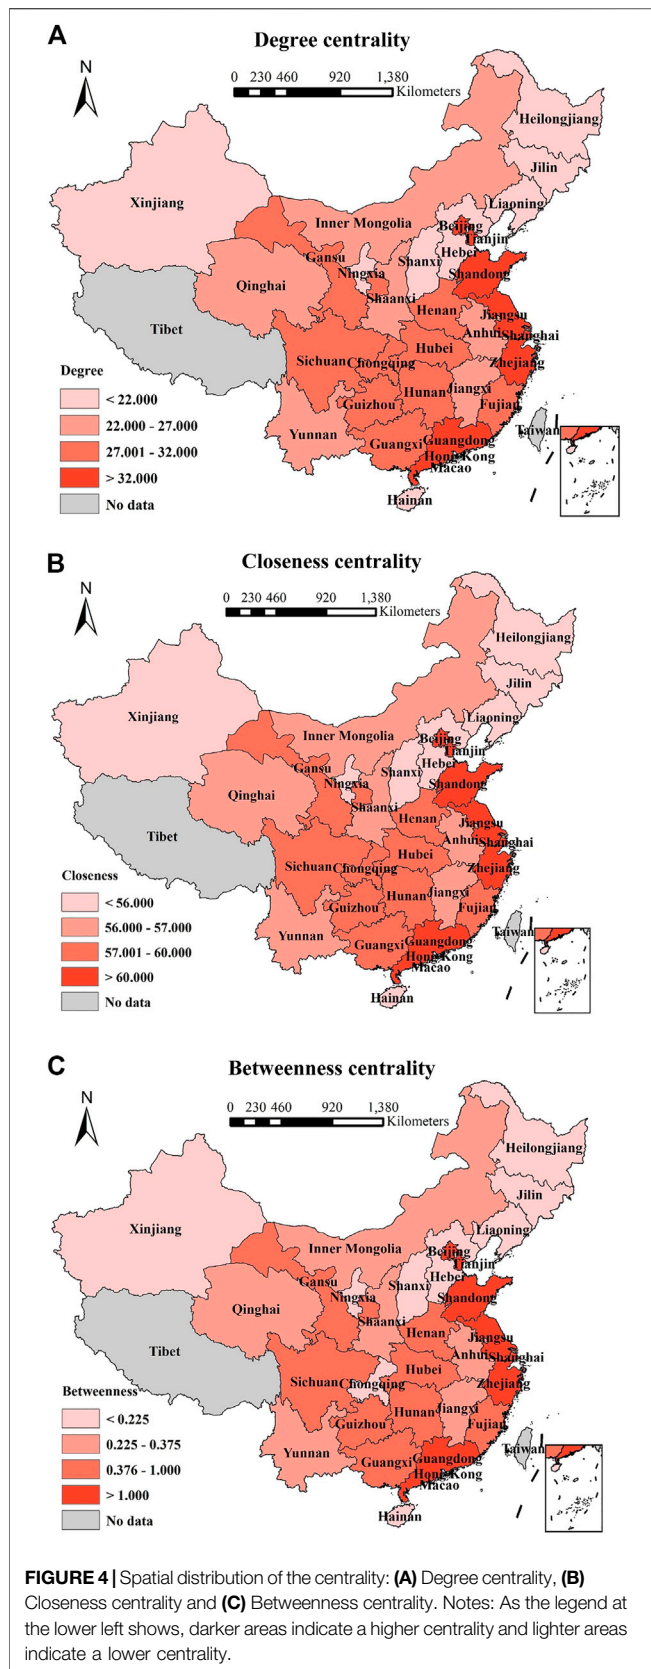 A
Degree centrality
N
0 230 460 920 1,380
Kilometers
Heilongjiang
Jilin
Xinjiang
Liaoning
Inner Mongolia
Beijing
Tianjin
Gansu
Hebei
Shanxi
Ningxia
Shandong
Qinghai
Shaanxi
Henan
Jiangsu
Tibet
Anhui
Shanghai
Hubei
Sichuan
Chongqing
Zhejiang
Degree
< 22.000
Hunan
Jiangxi
Guizhou
Fujian
22.000 - 27.000
Yunnan
Guangxi
Guangdong
Taiwan
27.001 - 32.000
Hong Kong
Macao
> 32.000
Hainan
No data
B
Closeness centrality
N
0 230 460 920 1,380
Kilometers
Heilongjiang
Jilin
Xinjiang
Liaoning
Inner Mongolia
Beijing
Tianjin
Gansu
Hebei
Shanxi
Ningxia
Shandong
Qinghai
Shaanxi
Henan
Jiangsu
Tibet
Anhui
Shanghai
Hubei
Sichuan
Chongqing
Zhejiang
Closeness
< 56.000
Hunan
Jiangxi
Guizhou
Fujian
56.000 - 57.000
Yunnan
Guangxi
Guangdong
Taiwan
57.001 - 60.000
Hong Kong
Macao
> 60.000
Hainan
No data
C
Betweenness centrality
N
0 230 460 920 1,380
Kilometers
Heilongjiang
Jilin
Xinjiang
Liaoning
Inner Mongolia
Beijing
Tianjin
Gansu
Hebei
Shanxi
Ningxia
Shandong
Qinghai
Shaanxi
Henan
Jiangsu
Tibet
Anhui
Shanghai
Hubei
Sichuan
Chongqing
Zhejiang
Betweenness
< 0.225
Hunan
Jiangxi
Guizhou
Fujian
0.225 - 0.375
Yunnan
Guangxi
Guangdong
Taiwan
0.376 - 1.000
Hong Kong
Macao
> 1.000
Hainan
No data
FIGURE 4 | Spatial distribution of the centrality: (A) Degree centrality, (B)
Closeness centrality and (C) Betweenness centrality. Notes: As the legend at
the lower left shows, darker areas indicate a higher centrality and lighter areas
indicate a lower centrality.